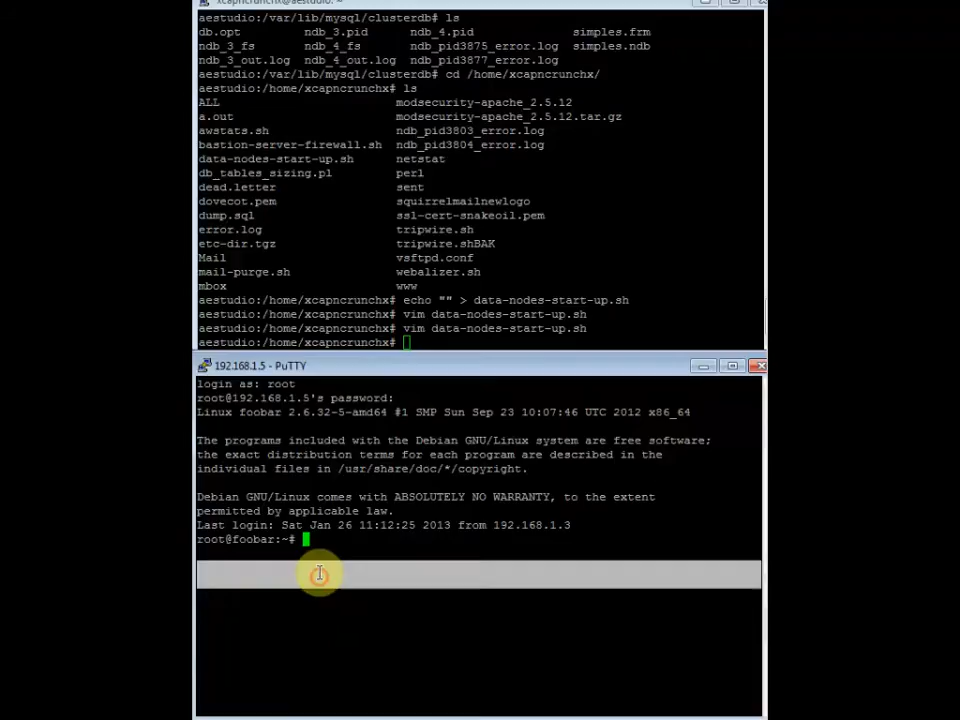 xcapncrunchx@aestudio: ~
aestudio:/var/lib/mysql/clusterdb# ls
db.opt ndb_3.pid ndb_4.pid simples.frm
ndb_3_fs ndb_4_fs ndb_pid3875_error.log simples.ndb
ndb_3_out.log ndb_4_out.log ndb_pid3877_error.log
aestudio:/var/lib/mysql/clusterdb# cd /home/xcapncrunchx/
aestudio:/home/xcapncrunchx# ls
ALL modsecurity-apache_2.5.12
a.out modsecurity-apache_2.5.12.tar.gz
awstats.sh ndb_pid3803_error.log
bastion-server-firewall.sh ndb_pid3804_error.log
data-nodes-start-up.sh netstat
db_tables_sizing.pl perl
dead.letter sent
dovecot.pem squirrelmailnewlogo
dump.sql ssl-cert-snakeoil.pem
error.log tripwire.sh
etc-dir.tgz tripwire.shBAK
Mail vsftpd.conf
mail-purge.sh webalizer.sh
mbox www
aestudio:/home/xcapncrunchx# echo "" > data-nodes-start-up.sh
aestudio:/home/xcapncrunchx# vim data-nodes-start-up.sh
aestudio:/home/xcapncrunchx# vim data-nodes-start-up.sh
aestudio:/home/xcapncrunchx#
192.168.1.5 - PuTTY
login as: root
root@192.168.1.5's password:
Linux foobar 2.6.32-5-amd64 #1 SMP Sun Sep 23 10:07:46 UTC 2012 x86_64
The programs included with the Debian GNU/Linux system are free software;
the exact distribution terms for each program are described in the
individual files in /usr/share/doc/*/copyright.
Debian GNU/Linux comes with ABSOLUTELY NO WARRANTY, to the extent
permitted by applicable law.
Last login: Sat Jan 26 11:12:25 2013 from 192.168.1.3
root@foobar:~#